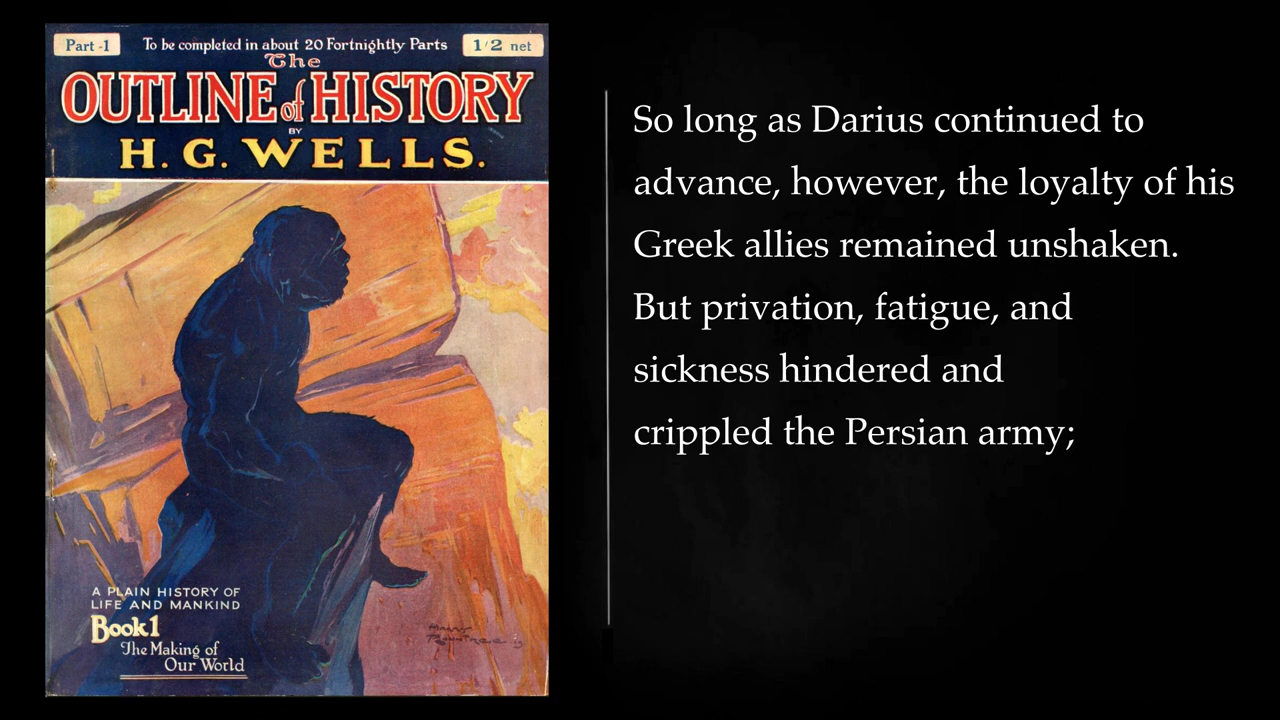 Part -1
To be completed in about 20 Fortnightly Parts
1/2 net
The
OUTLINE of HISTORY
BY
H. G. WELLS.
A PLAIN HISTORY OF
LIFE AND MANKIND
Book 1
The Making of
Our World
So long as Darius continued to
advance, however, the loyalty of his
Greek allies remained unshaken.
But privation, fatigue, and
sickness hindered and
crippled the Persian army;